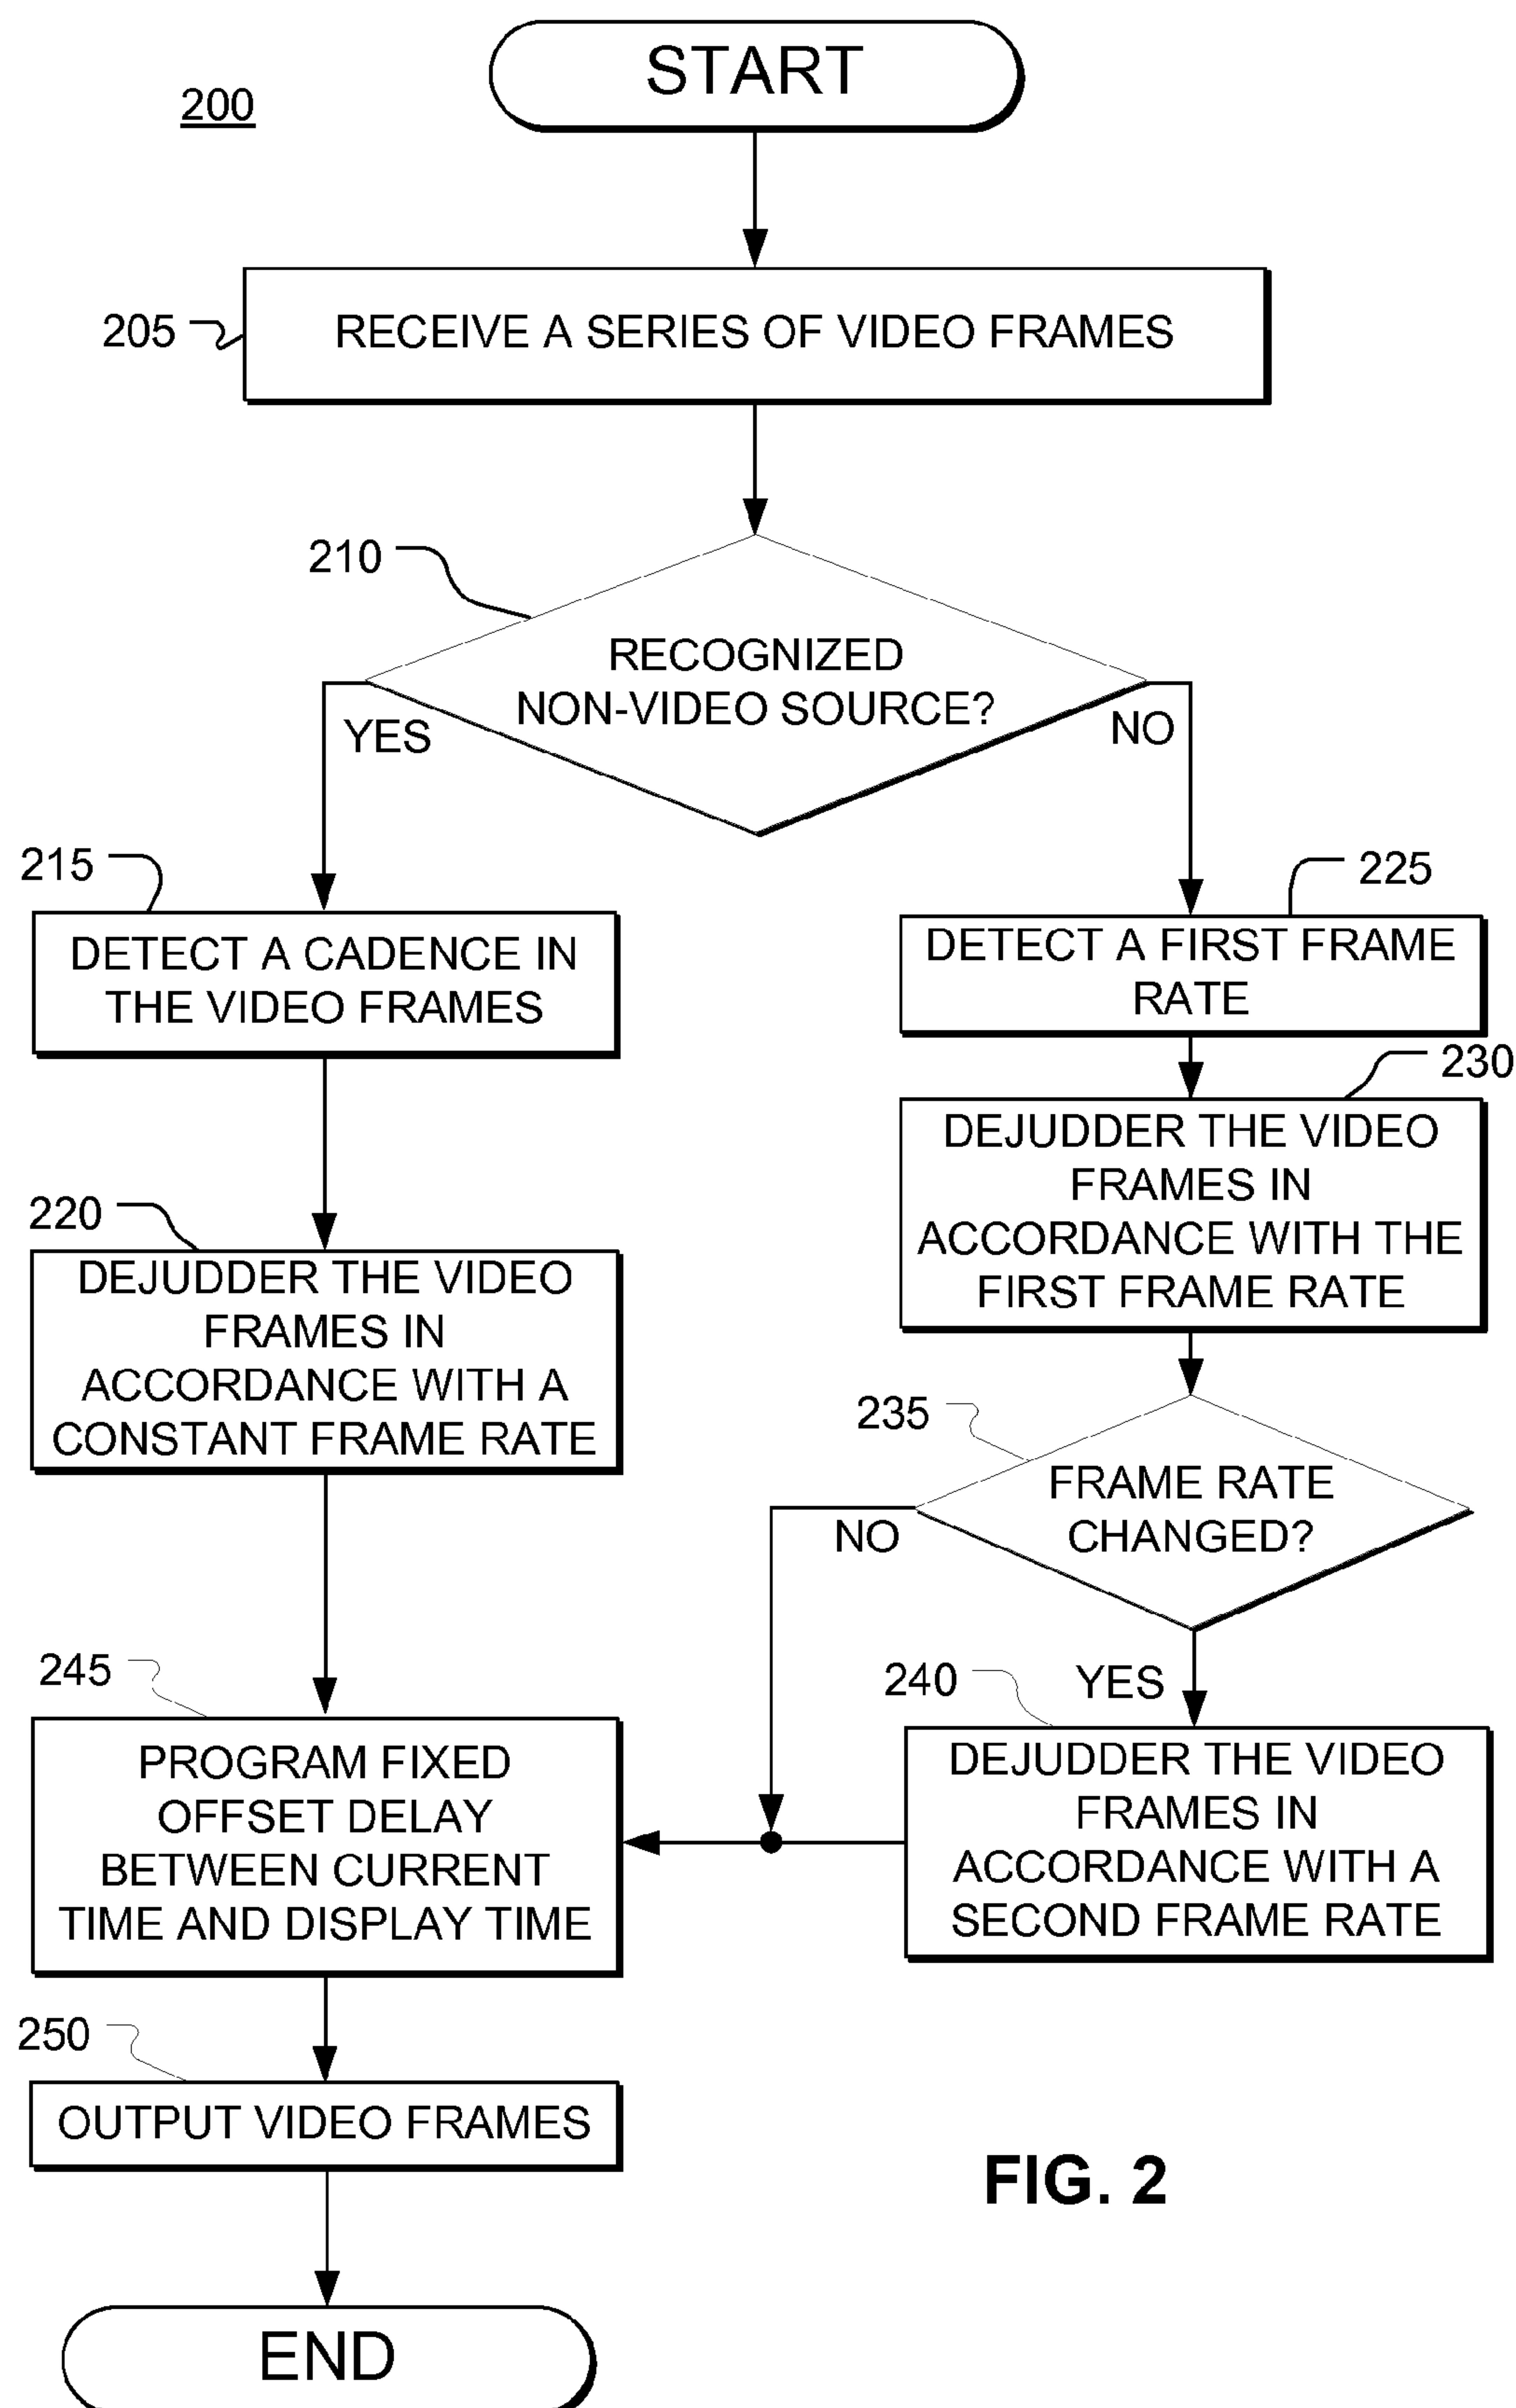 START
200
205
RECEIVE A SERIES OF VIDEO FRAMES
210
RECOGNIZED
NON-VIDEO SOURCE?
YES
NO
215
DETECT A CADENCE IN
THE VIDEO FRAMES
225
DETECT A FIRST FRAME
RATE
230
DEJUDDER THE VIDEO
FRAMES IN
ACCORDANCE WITH THE
FIRST FRAME RATE
220
DEJUDDER THE VIDEO
FRAMES IN
ACCORDANCE WITH A
CONSTANT FRAME RATE
235
FRAME RATE
CHANGED?
NO
YES
240
DEJUDDER THE VIDEO
FRAMES IN
ACCORDANCE WITH A
SECOND FRAME RATE
245
PROGRAM FIXED
OFFSET DELAY
BETWEEN CURRENT
TIME AND DISPLAY TIME
250
OUTPUT VIDEO FRAMES
FIG. 2
END